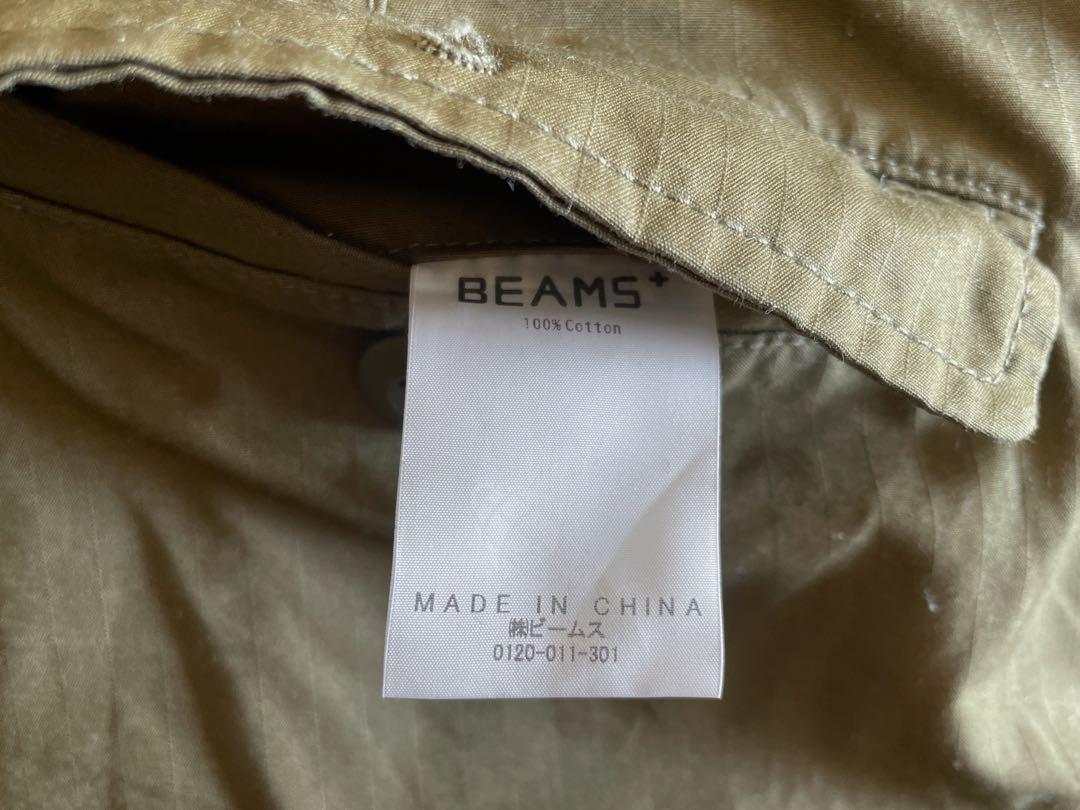 BEAMS+
100% Cotton
MADE IN CHINA
㈱ビームス
0120-011-301